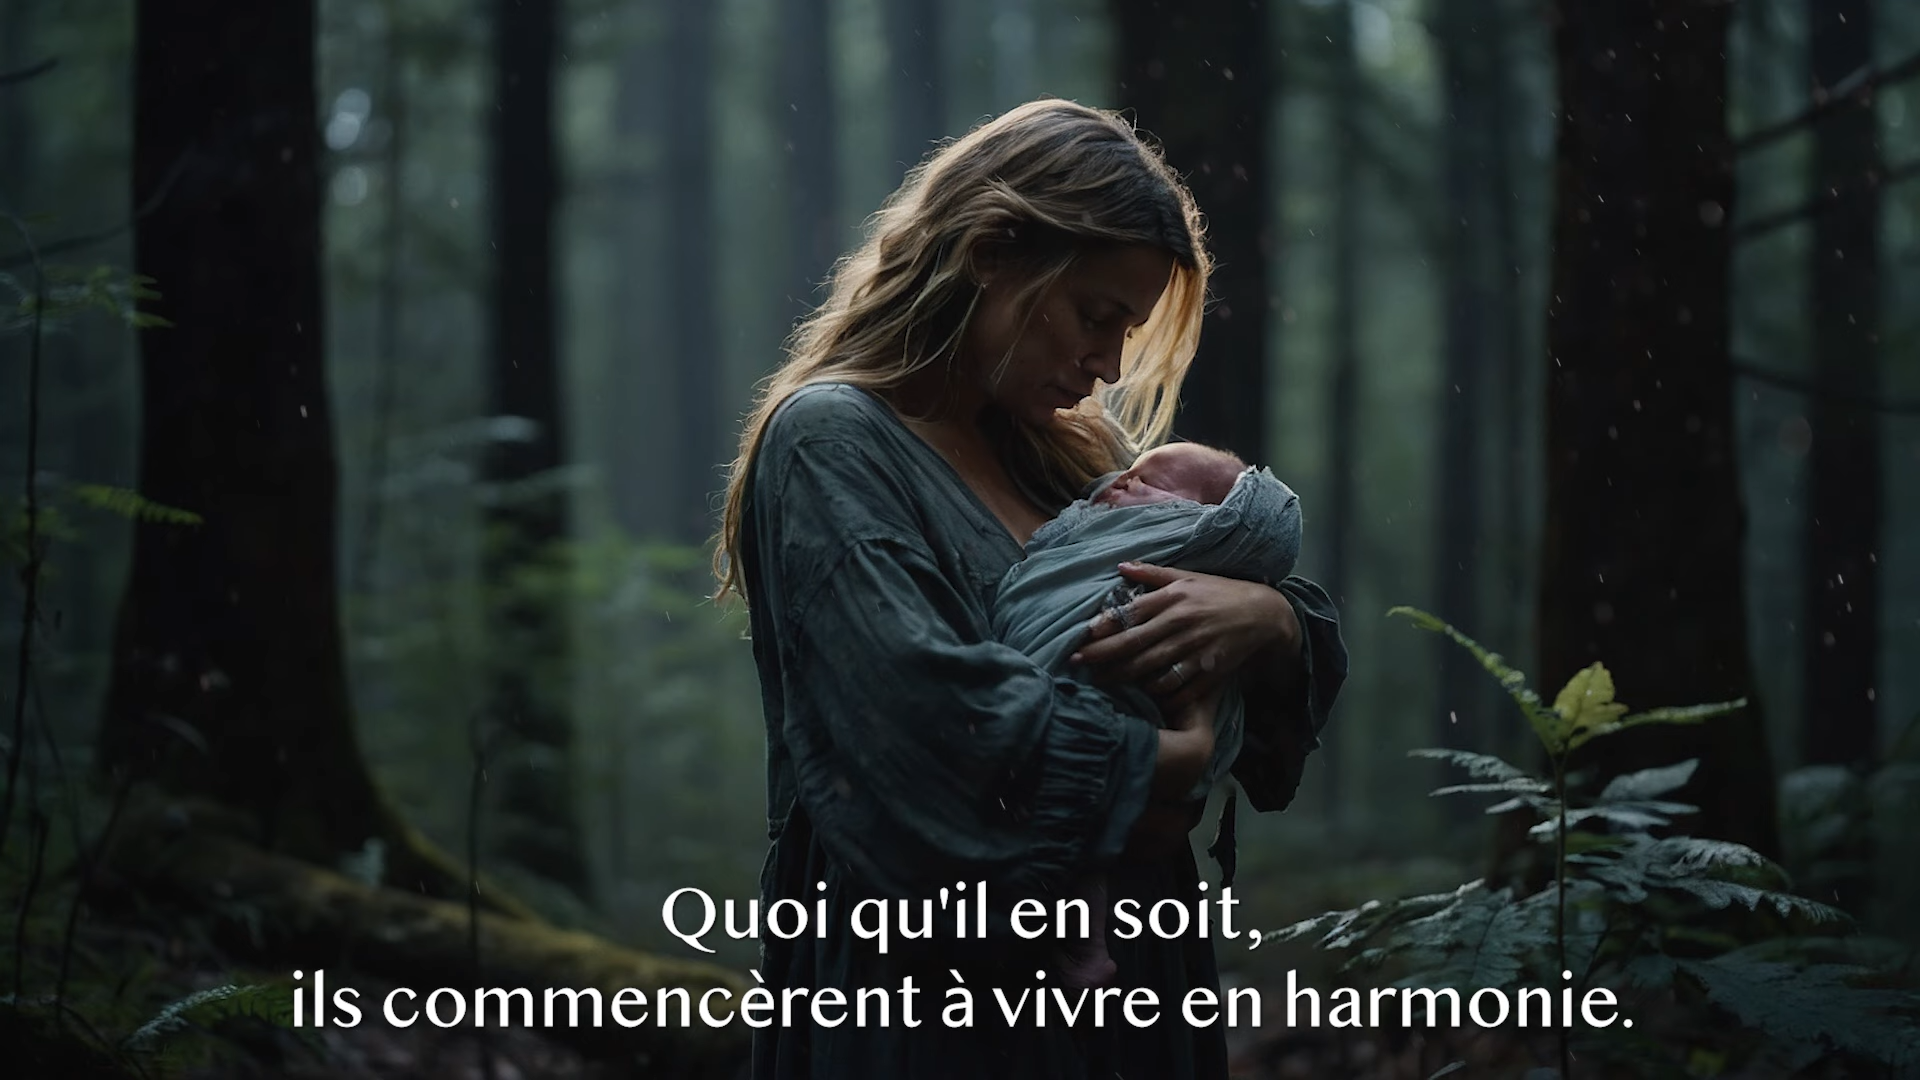 Quoi qu'il en soit,
ils commencèrent à vivre en harmonie.